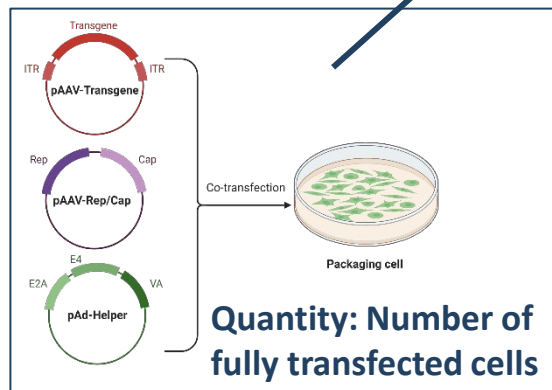 Transgene
ITR
ITR
pAAV-Transgene
Rep
Cap
pAAV-Rep/Cap
Co-transfection
Packaging cell
E4
E2A
VA
pAd-Helper
Quantity: Number of
fully transfected cells